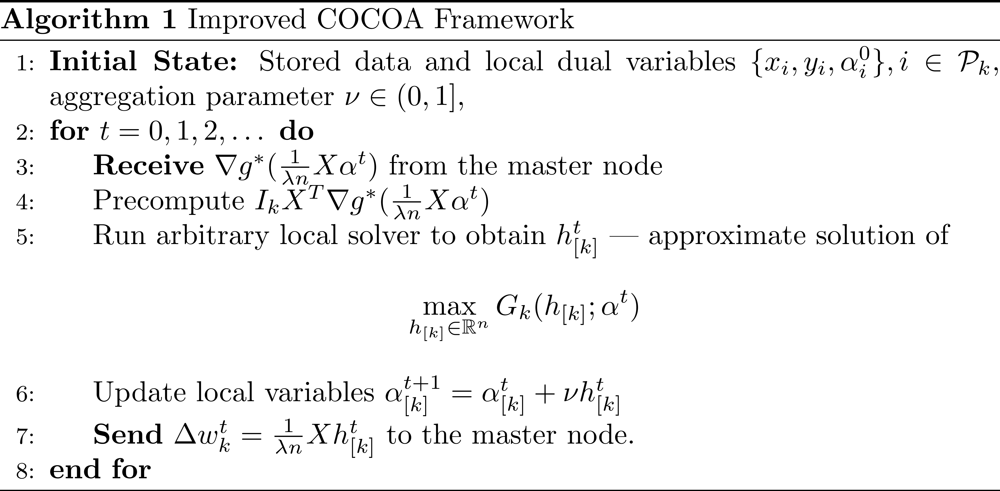 Algorithm 1 Improved COCOA Framework
1: Initial State: Stored data and local dual variables $\{x_i, y_i, \alpha_i^0\}, i \in \mathcal{P}_k,$
aggregation parameter $\nu \in (0, 1],$
2: for $t = 0, 1, 2, \ldots$ do
3: Receive $\nabla g^*(\frac{1}{\lambda n} X\alpha^t)$ from the master node
4: Precompute $I_k X^T \nabla g^*(\frac{1}{\lambda n} X\alpha^t)$
5: Run arbitrary local solver to obtain $h_{[k]}^t$ — approximate solution of
$\max_{h_{[k]} \in \mathbb{R}^n} G_k(h_{[k]}; \alpha^t)$
6: Update local variables $\alpha_{[k]}^{t+1} = \alpha_{[k]}^t + \nu h_{[k]}^t$
7: Send $\Delta w_k^t = \frac{1}{\lambda n} X h_{[k]}^t$ to the master node.
8: end for